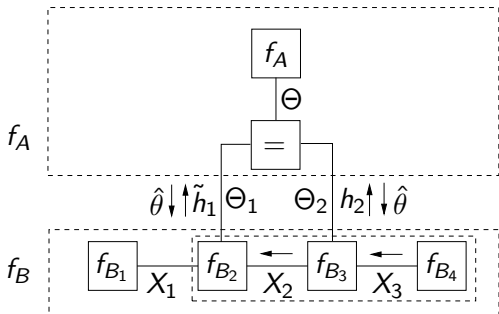 f_A
Θ
=
f_A
θ̂ h̃_1 Θ_1 Θ_2 h_2 θ̂
f_B f_{B_1} f_{B_2} f_{B_3} f_{B_4}
X_1 X_2 X_3